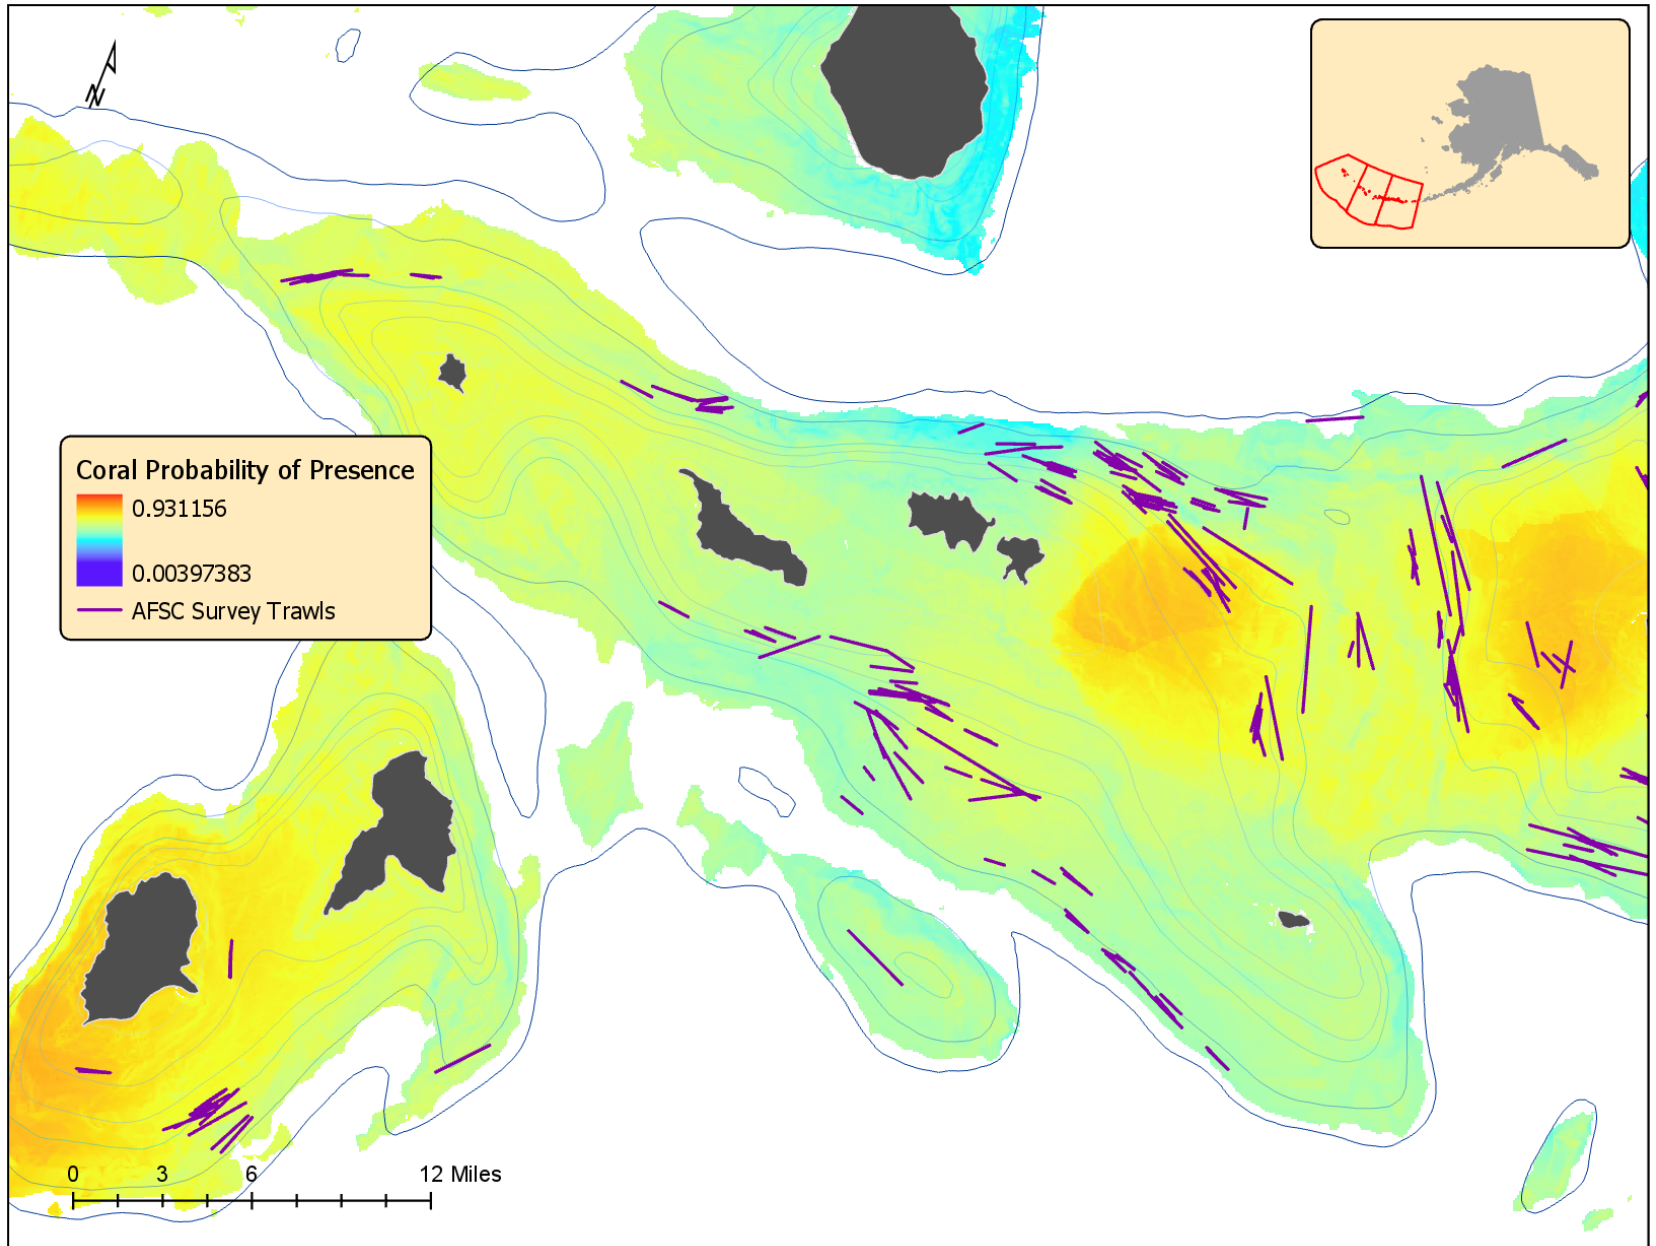 N
Coral Probability of Presence
0.931156
0.00397383
AFSC Survey Trawls
0 3 6 12 Miles